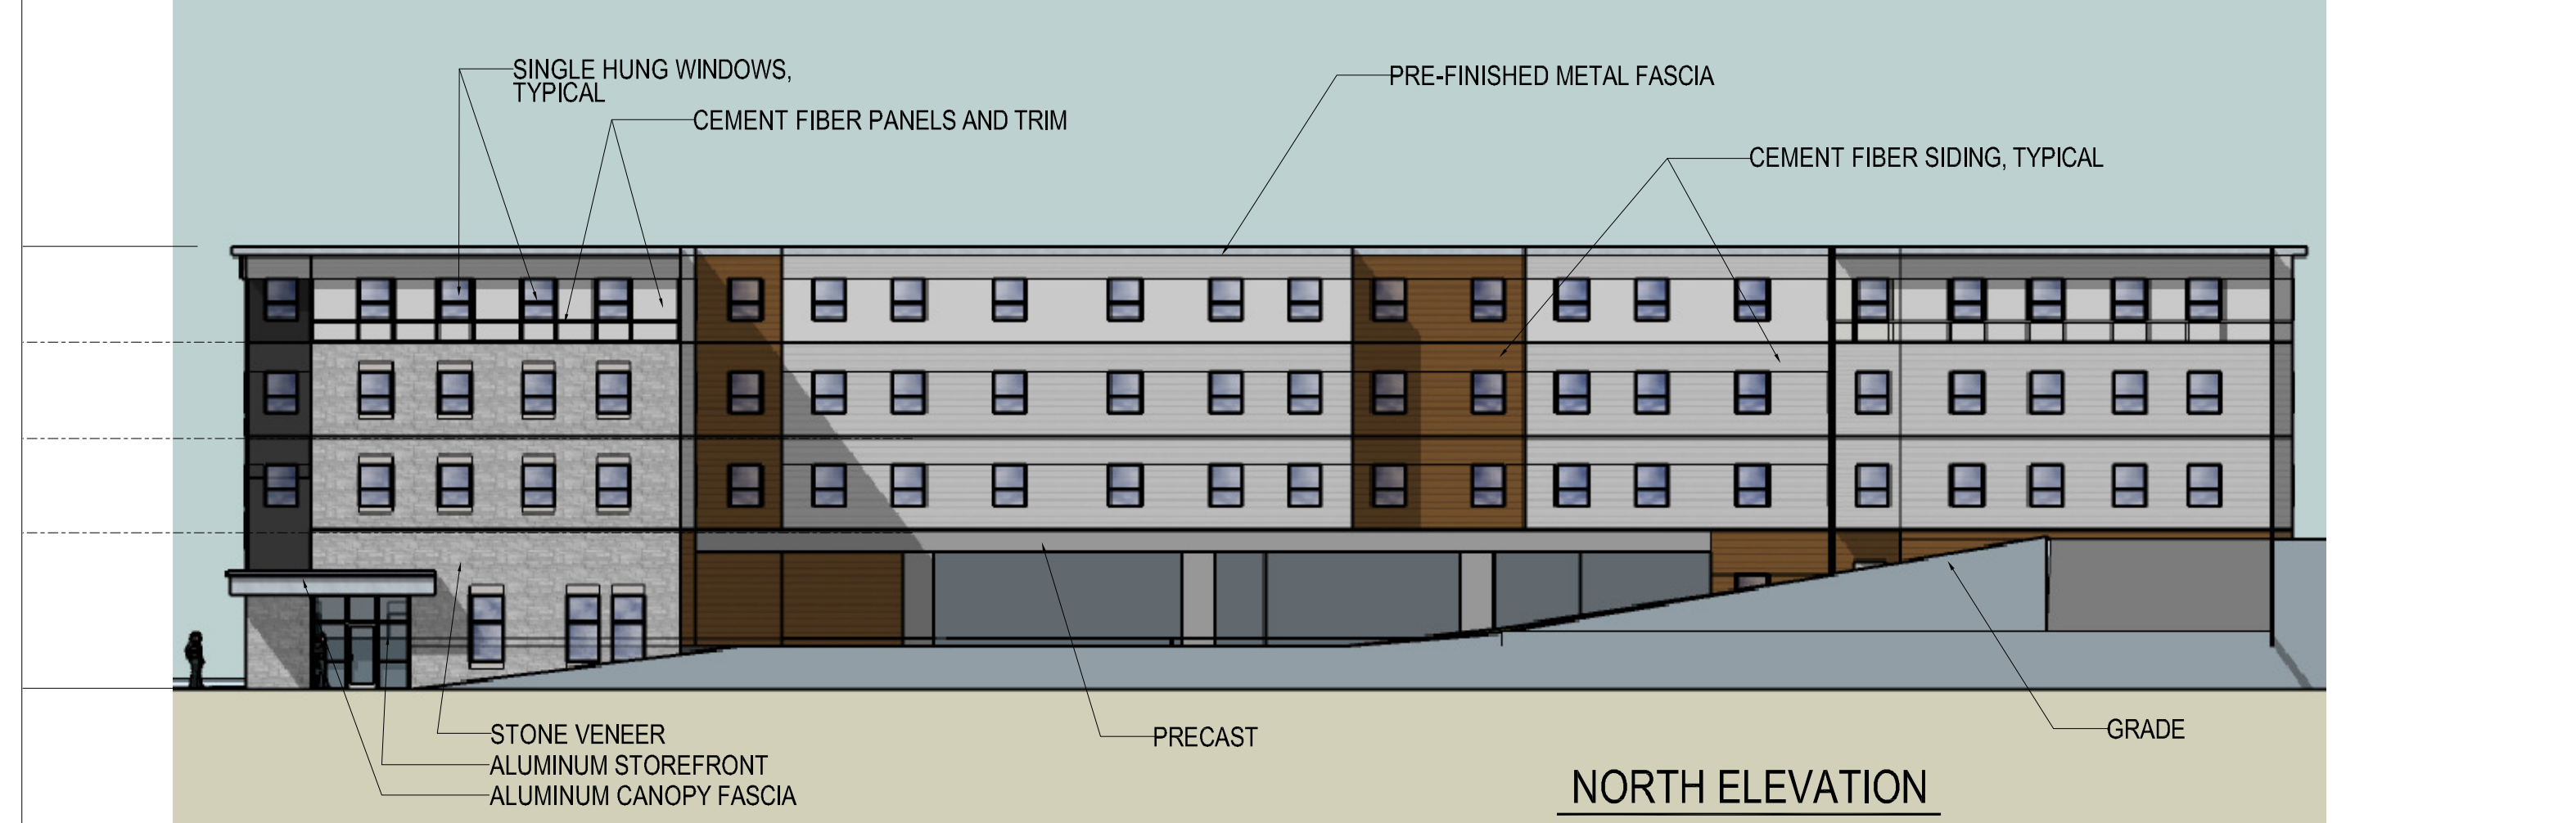 SINGLE HUNG WINDOWS,
TYPICAL
PRE-FINISHED METAL FASCIA
CEMENT FIBER PANELS AND TRIM
CEMENT FIBER SIDING, TYPICAL
STONE VENEER
ALUMINUM STOREFRONT
ALUMINUM CANOPY FASCIA
PRECAST
GRADE
NORTH ELEVATION